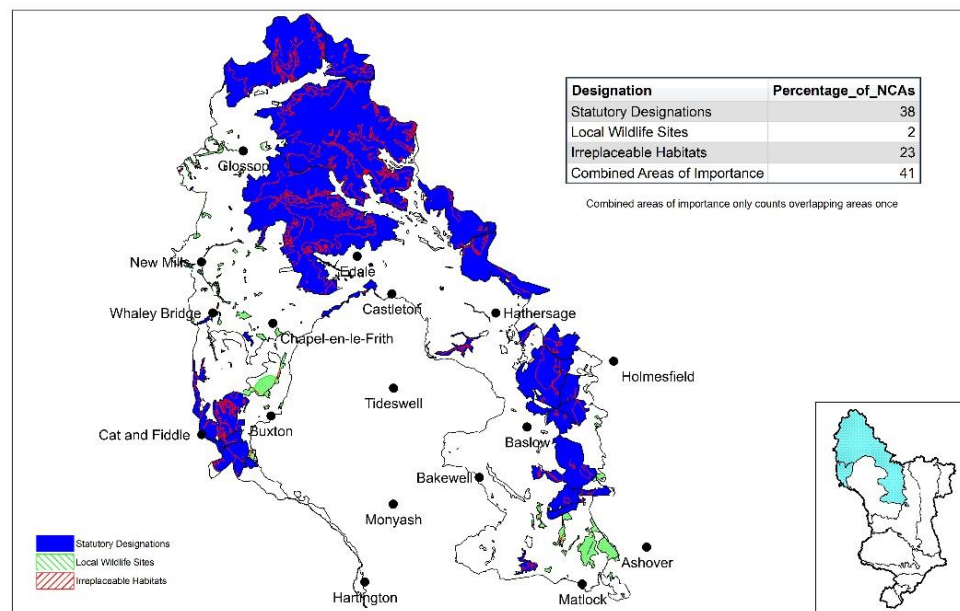 Designation Percentage_of_NCAs
Statutory Designations 38
Local Wildlife Sites 2
Irreplaceable Habitats 23
Combined Areas of Importance 41
Combined areas of importance only counts overlapping areas once
Glossop
New Mills
Edale
Castleton
Whaley Bridge
Hathersage
Chapel-en-le-Frith
Holmesfield
Tideswell
Buxton
Cat and Fiddle
Baslow
Bakewell
Monyash
Ashover
Hartington
Matlock
Statutory Designations
Local Wildlife Sites
Irreplaceable Habitats